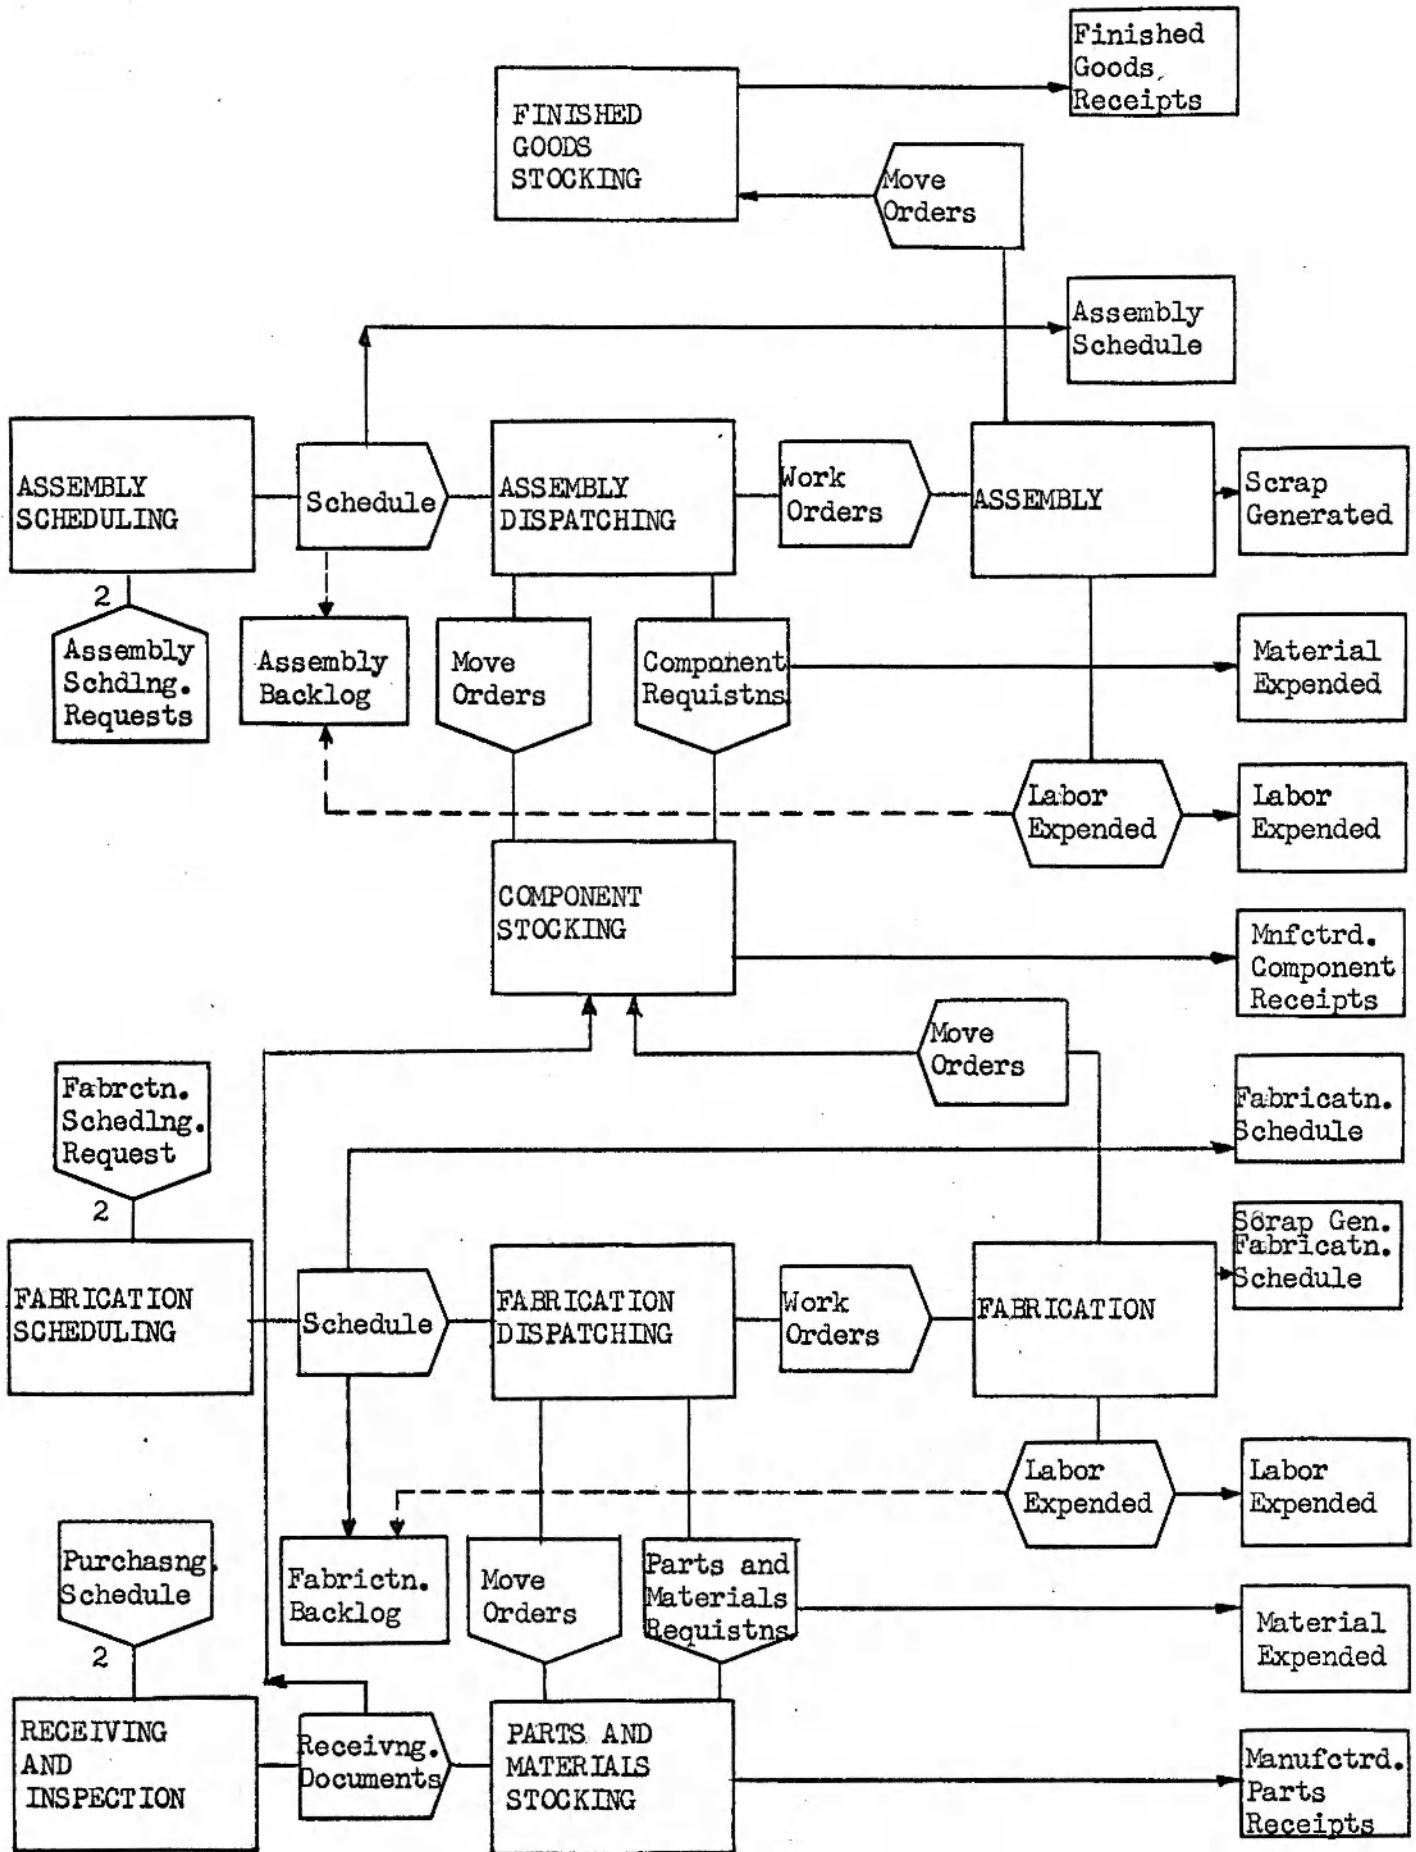 Finished
Goods
Receipts
FINISHED
GOODS
STOCKING
Move
Orders
Assembly
Schedule
ASSEMBLY
SCHEDULING
Schedule
ASSEMBLY
DISPATCHING
Work
Orders
ASSEMBLY
Scrap
Generated
2
Assembly
Schdlng.
Requests
Assembly
Backlog
Move
Orders
Component
Requistns
Material
Expended
Labor
Expended
Labor
Expended
COMPONENT
STOCKING
Mnfctrd.
Component
Receipts
Move
Orders
Fabrctn.
Schedlng.
Request
2
Fabricatn.
Schedule
Scrap Gen.
Fabricatn.
Schedule
FABRICATION
SCHEDULING
Schedule
FABRICATION
DISPATCHING
Work
Orders
FABRICATION
Labor
Expended
Labor
Expended
Purchasng.
Schedule
2
Fabrictn.
Backlog
Move
Orders
Parts and
Materials
Requistns
Material
Expended
RECEIVING
AND
INSPECTION
Receivng.
Documents
PARTS AND
MATERIALS
STOCKING
Manufctrd.
Parts
Receipts